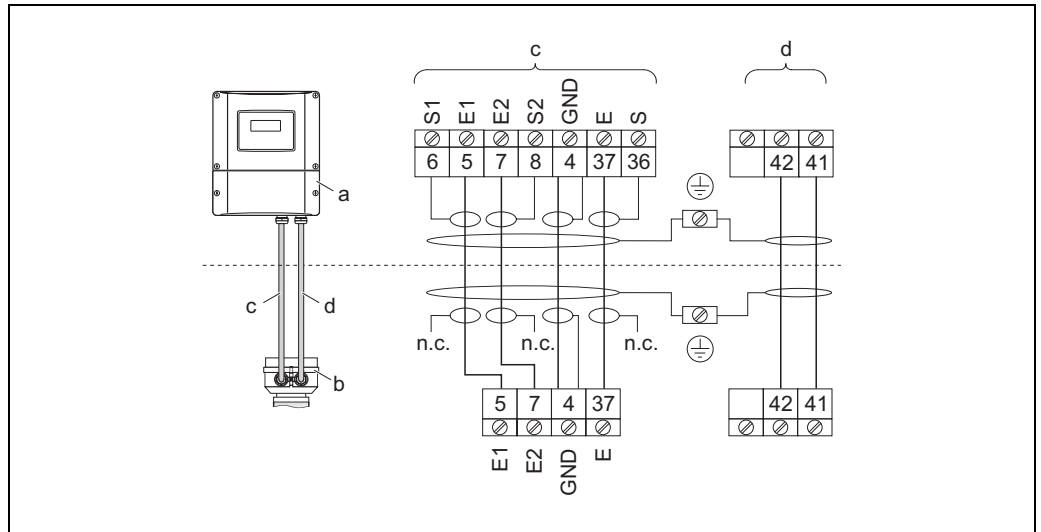 c
d
S1 E1 E2 S2 GND E S
6 5 7 8 4 37 36
42 41
a
c
d
n.c. n.c. n.c.
b
5 7 4 37
42 41
E1 E2 GND E